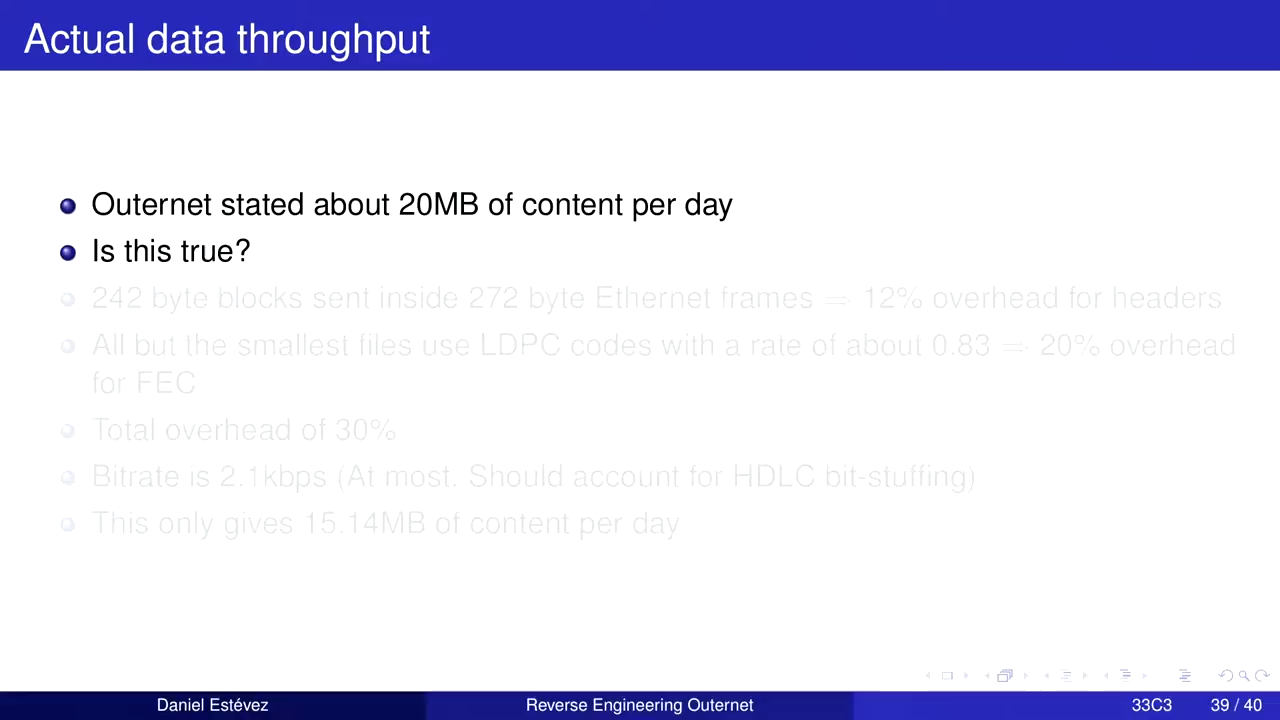 Actual data throughput
Outernet stated about 20MB of content per day
Is this true?
242 byte blocks sent inside 272 byte Ethernet frames ⇒ 12% overhead for headers
All but the smallest files use LDPC codes with a rate of about 0.83 ⇒ 20% overhead
for FEC
Total overhead of 30%
Bitrate is 2.1kbps (At most. Should account for HDLC bit-stuffing)
This only gives 15.14MB of content per day
Daniel Estévez
Reverse Engineering Outernet
33C3
39 / 40